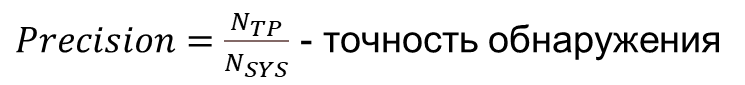 Precision = N_TP / N_SYS - точность обнаружения